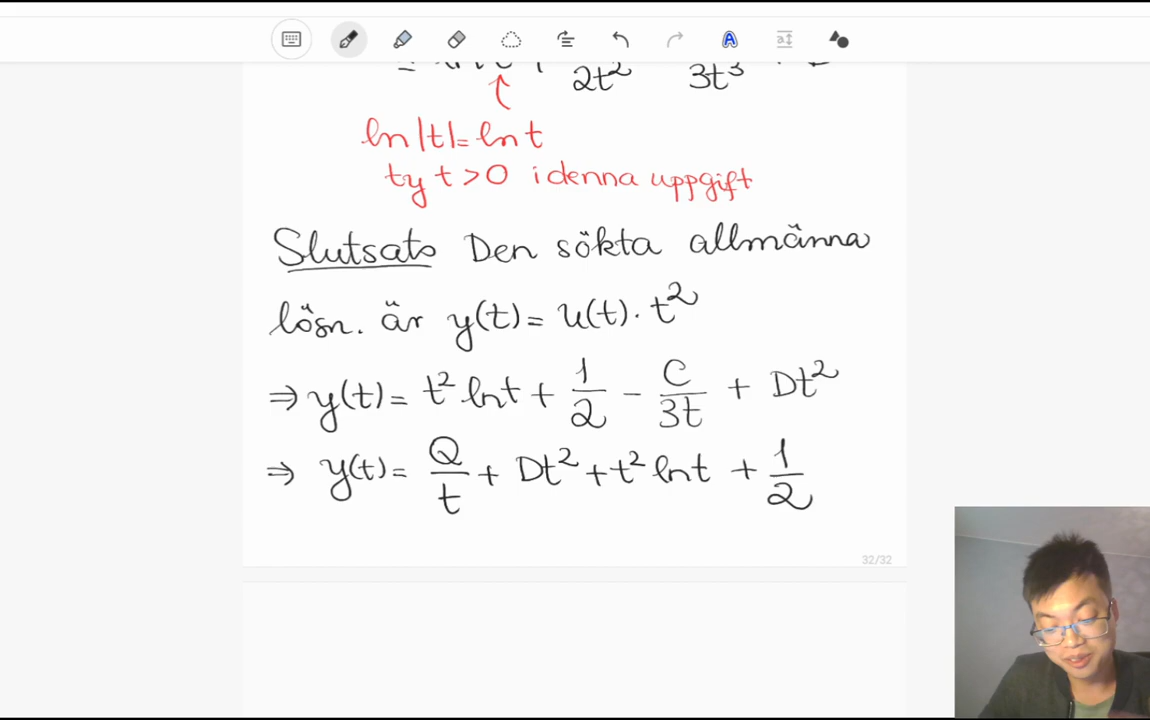 2t² 3t³
ln|t|= ln t
ty t > 0 i denna uppgift
Slutsats Den sökta allmänna
lösn. är y(t) = u(t) · t²
⇒ y(t) = t² ln t + 1/2 − C/3t + Dt²
⇒ y(t) = Q/t + Dt² + t² ln t + 1/2
32/32